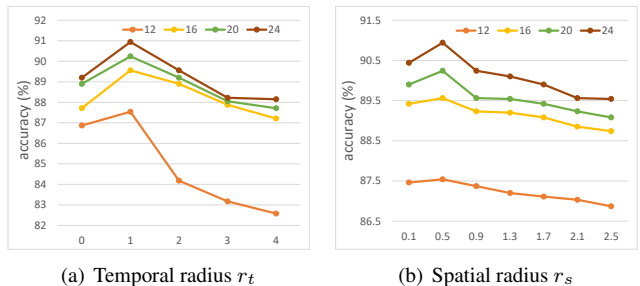 12 16 20 24
92
91
90
89
88
87
86
85
84
83
82
accuracy (%)
0 1 2 3 4
(a) Temporal radius r_t
12 16 20 24
91.5
90.5
89.5
88.5
87.5
86.5
accuracy (%)
0.1 0.5 0.9 1.3 1.7 2.1 2.5
(b) Spatial radius r_s